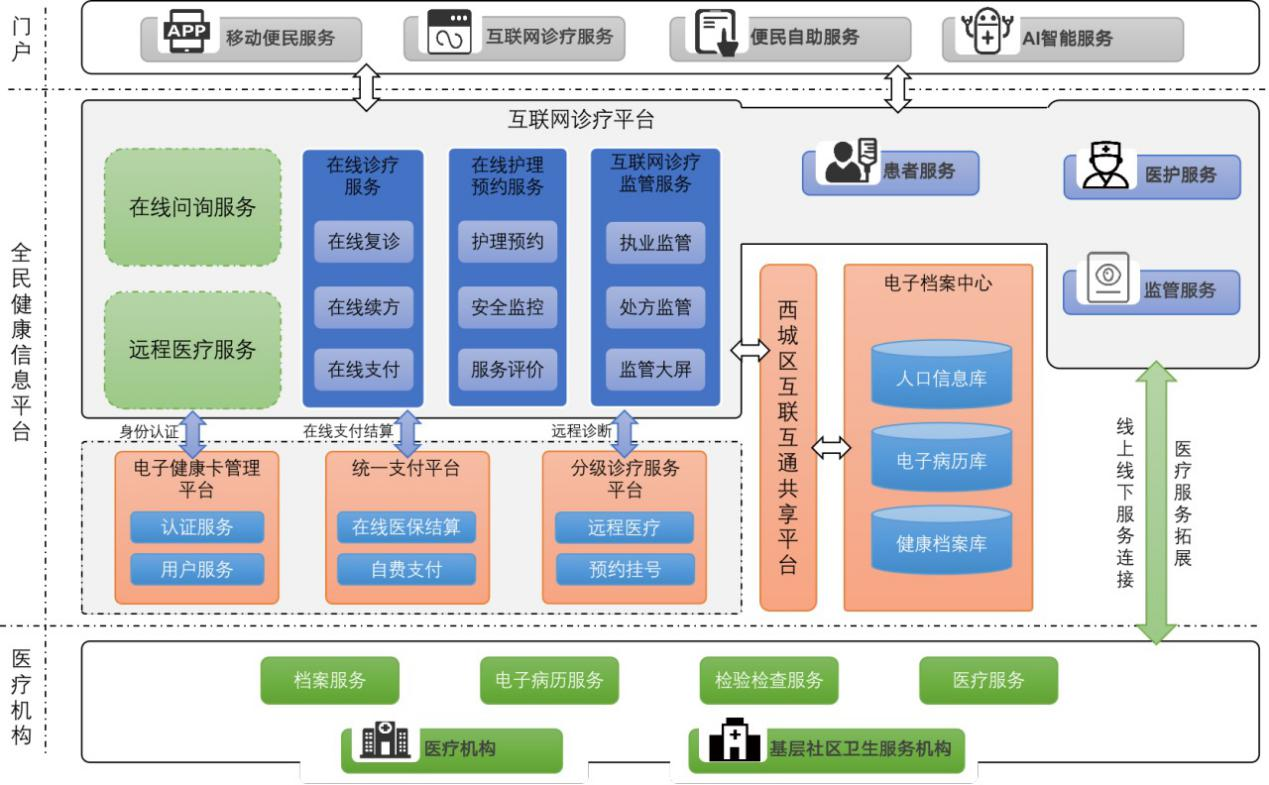 门户
APP
移动便民服务
互联网诊疗服务
便民自助服务
AI智能服务
全民健康信息平台
互联网诊疗平台
在线问询服务
远程医疗服务
在线诊疗
服务
在线复诊
在线续方
在线支付
在线护理
预约服务
护理预约
安全监控
服务评价
互联网诊疗
监管服务
执业监管
处方监管
监管大屏
患者服务
医护服务
监管服务
身份认证
在线支付结算
远程诊断
电子健康卡管理
平台
认证服务
用户服务
统一支付平台
在线医保结算
自费支付
分级诊疗服务
平台
远程医疗
预约挂号
西城区互联互通共享平台
电子档案中心
人口信息库
电子病历库
健康档案库
线上线下服务连接
医疗服务拓展
医疗机构
档案服务
电子病历服务
检验检查服务
医疗服务
医疗机构
基层社区卫生服务机构